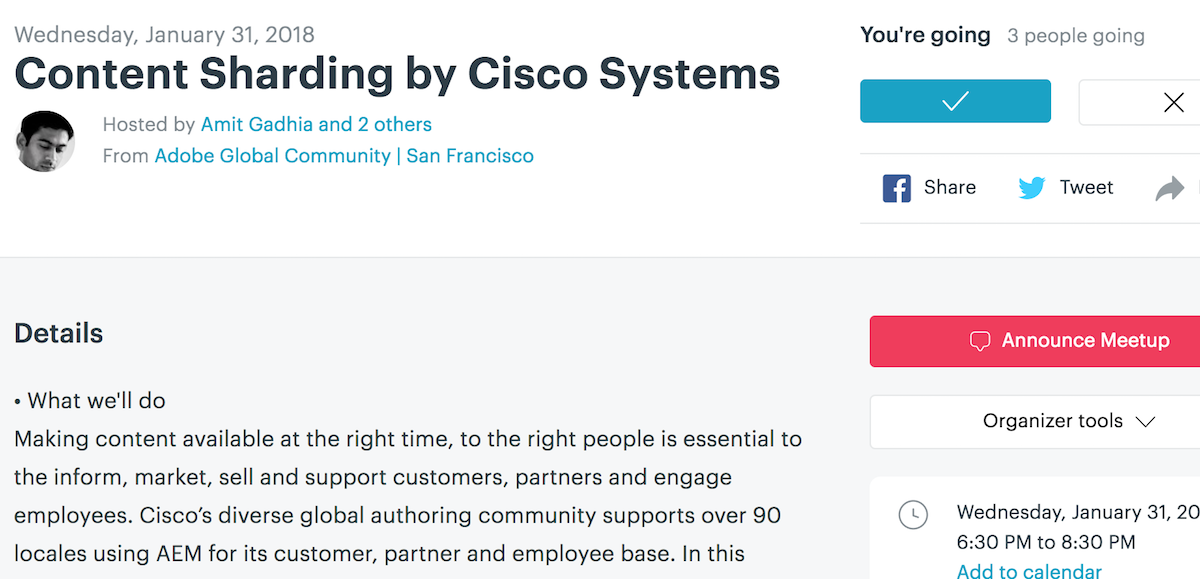 Wednesday, January 31, 2018
Content Sharding by Cisco Systems
Hosted by Amit Gadhia and 2 others
From Adobe Global Community | San Francisco
You're going 3 people going
Share Tweet
Details
• What we'll do
Making content available at the right time, to the right people is essential to
the inform, market, sell and support customers, partners and engage
employees. Cisco’s diverse global authoring community supports over 90
locales using AEM for its customer, partner and employee base. In this
Announce Meetup
Organizer tools
Wednesday, January 31, 20
6:30 PM to 8:30 PM
Add to calendar